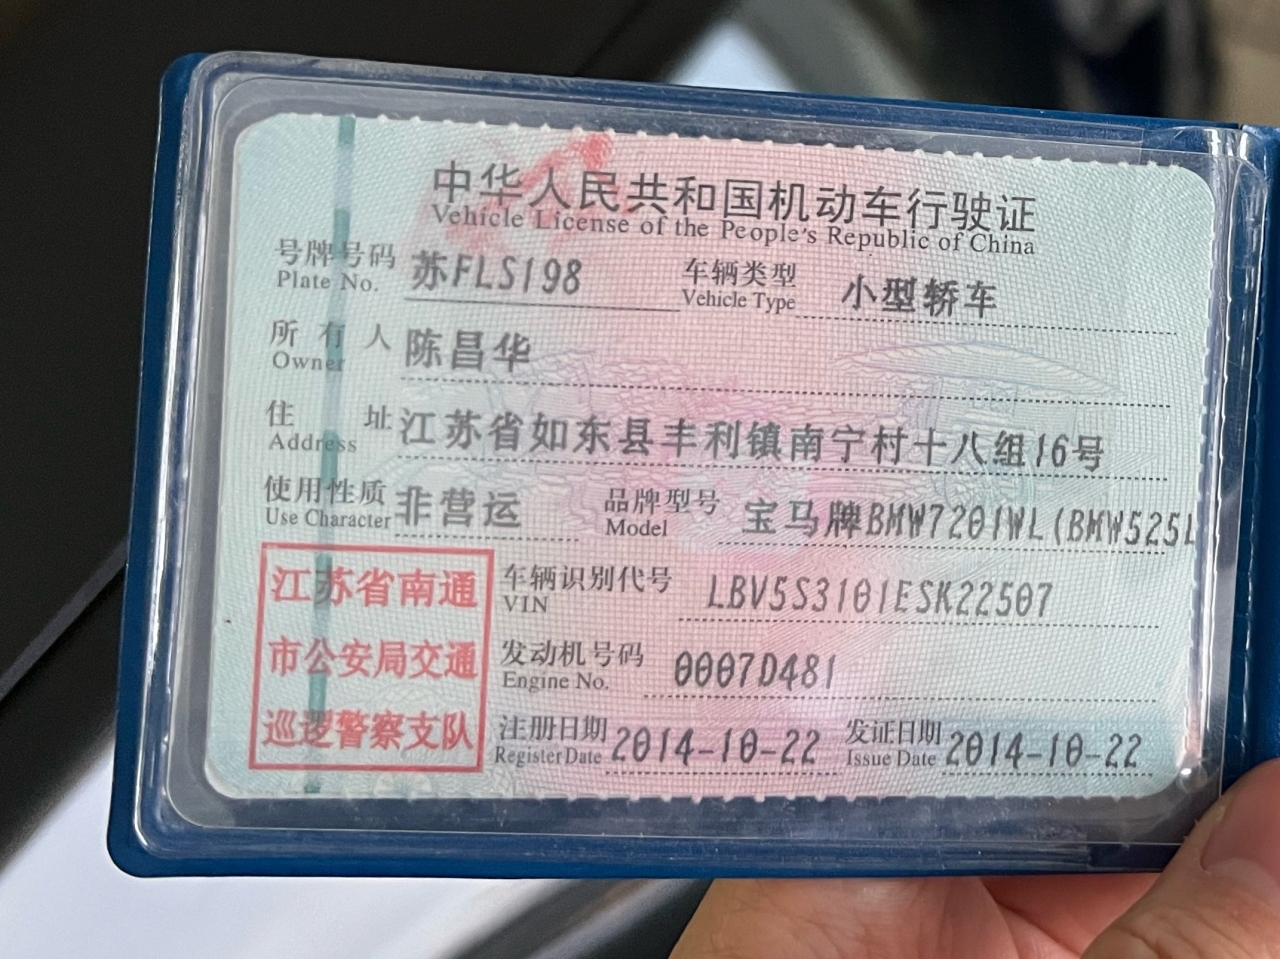 中华人民共和国机动车行驶证
Vehicle License of the People's Republic of China
号牌号码 苏FLS198 车辆类型 小型轿车
Plate No. Vehicle Type
所有人 陈昌华
Owner
住址 江苏省如东县丰利镇南宁村十八组16号
Address
使用性质 非营运 品牌型号 宝马牌BMW7201WL(BMW525L
Use Character Model
江苏省南通
市公安局交通
巡逻警察支队
车辆识别代号 LBV5S3101ESK22507
VIN
发动机号码 0007D481
Engine No.
注册日期 2014-10-22 发证日期 2014-10-22
Register Date Issue Date